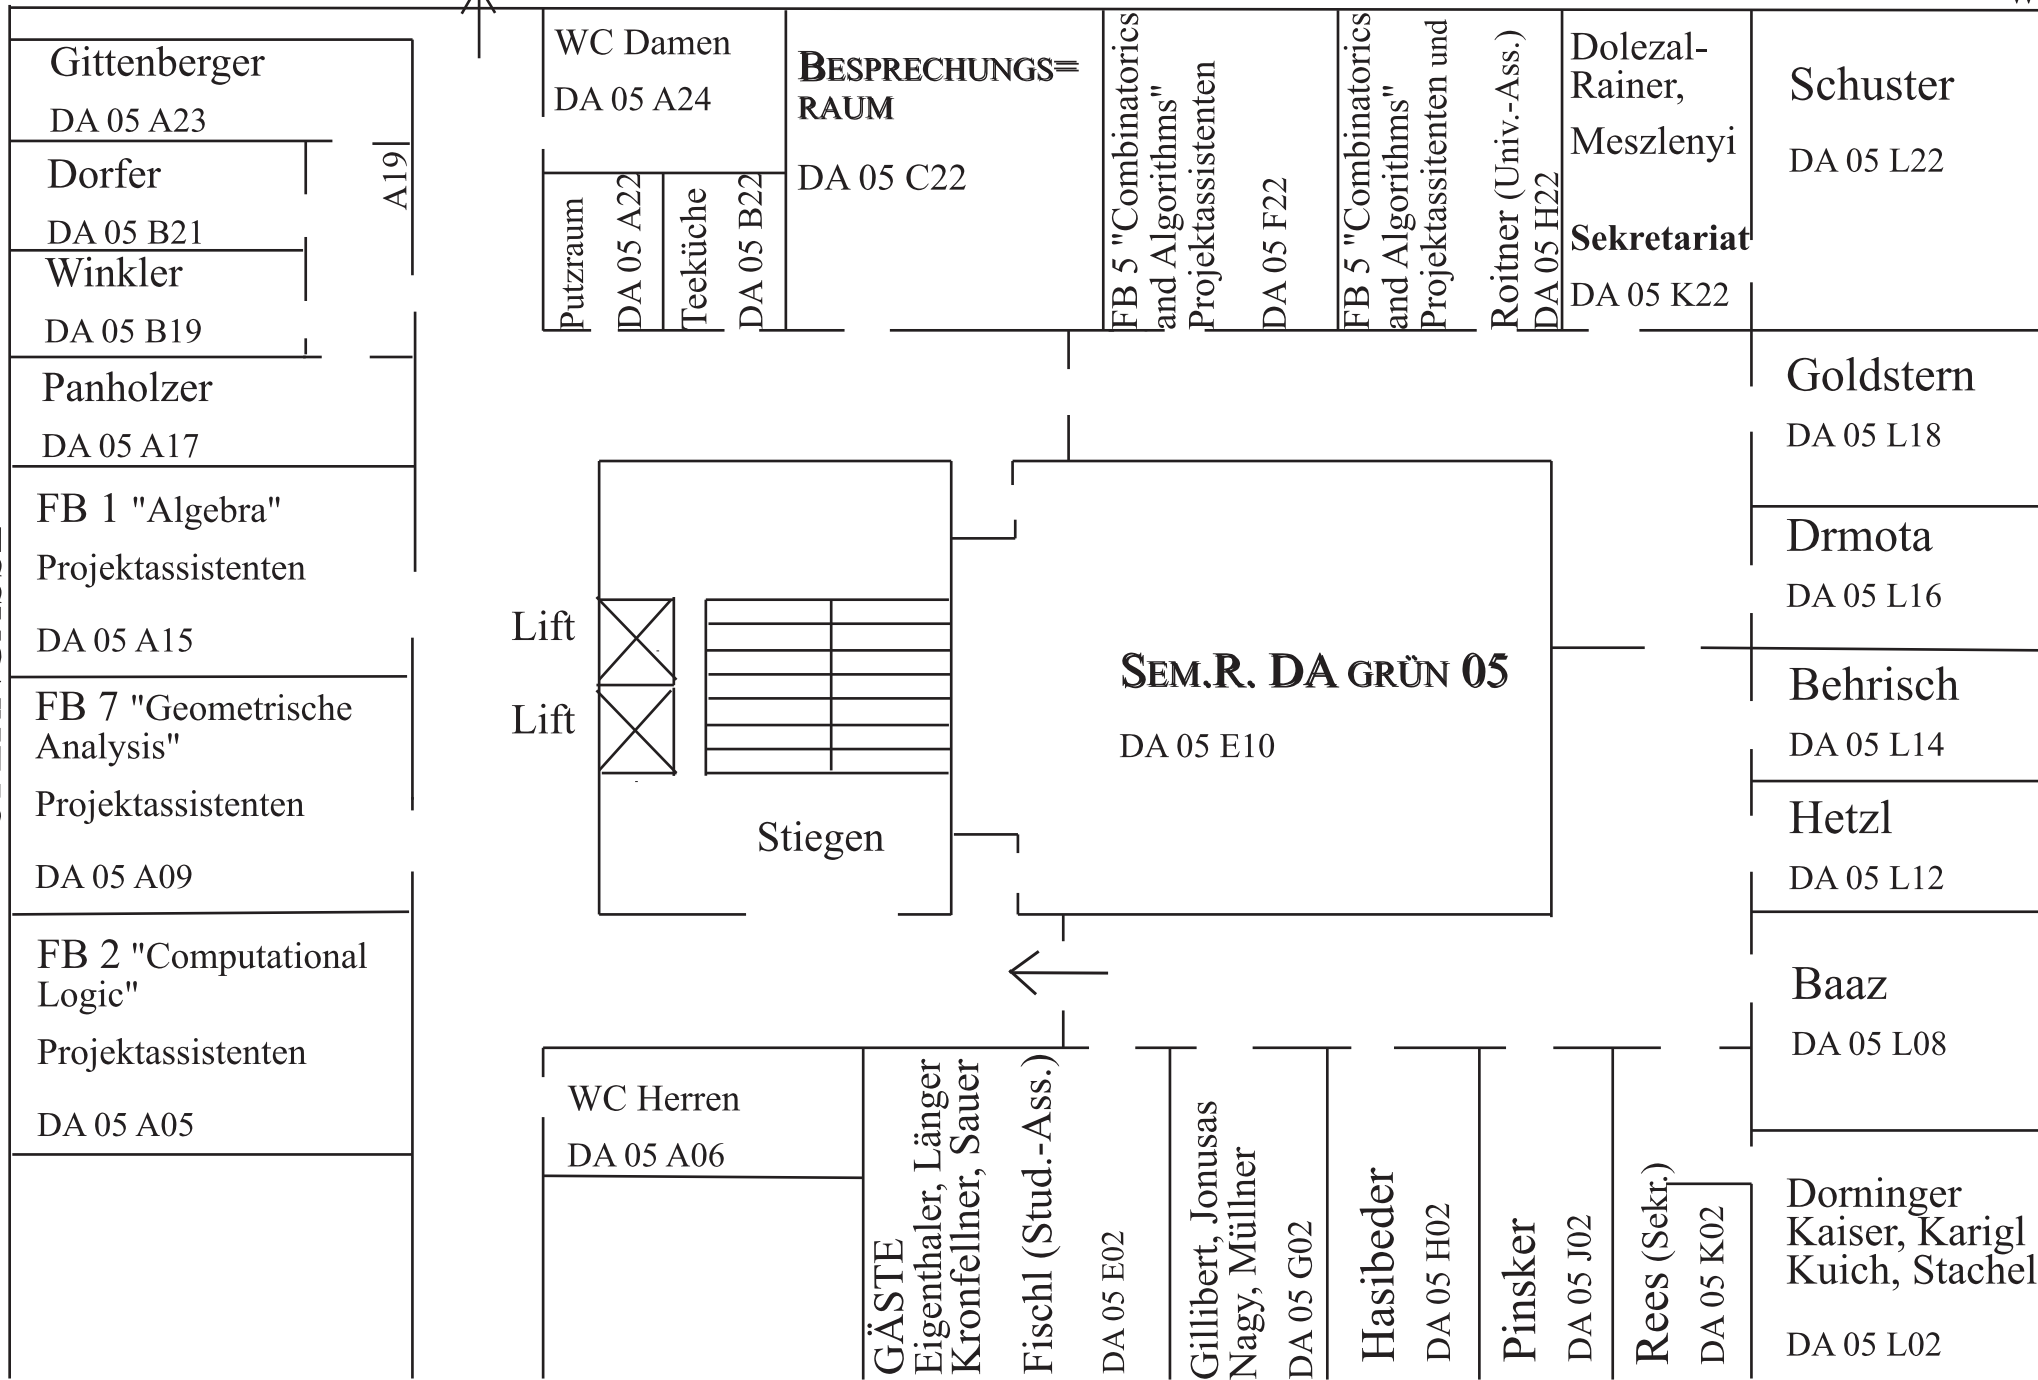 Gittenberger
DA 05 A23
Dorfer
DA 05 B21
A19
Winkler
DA 05 B19
Panholzer
DA 05 A17
FB 1 "Algebra"
Projektassistenten
DA 05 A15
FB 7 "Geometrische
Analysis"
Projektassistenten
DA 05 A09
FB 2 "Computational
Logic"
Projektassistenten
DA 05 A05
WC Damen
DA 05 A24
Putzraum
DA 05 A22
Teeküche
DA 05 B22
BESPRECHUNGS=
RAUM
DA 05 C22
FB 5 "Combinatorics
and Algorithms"
Projektassistenten
DA 05 F22
FB 5 "Combinatorics
and Algorithms"
Projektassitenten und
Roitner (Univ.-Ass.)
DA 05 H22
Dolezal-
Rainer,
Meszlenyi
Sekretariat
DA 05 K22
Schuster
DA 05 L22
Goldstern
DA 05 L18
Drmota
DA 05 L16
Behrisch
DA 05 L14
Hetzl
DA 05 L12
Baaz
DA 05 L08
Dorninger
Kaiser, Karigl
Kuich, Stachel
DA 05 L02
Lift
Lift
Stiegen
SEM.R. DA GRÜN 05
DA 05 E10
WC Herren
DA 05 A06
GÄSTE
Eigenthaler, Länger
Kronfellner, Sauer
Fischl (Stud.-Ass.)
DA 05 E02
Gillibert, Jonusas
Nagy, Müllner
DA 05 G02
Hasibeder
DA 05 H02
Pinsker
DA 05 J02
Rees (Sekr.)
DA 05 K02